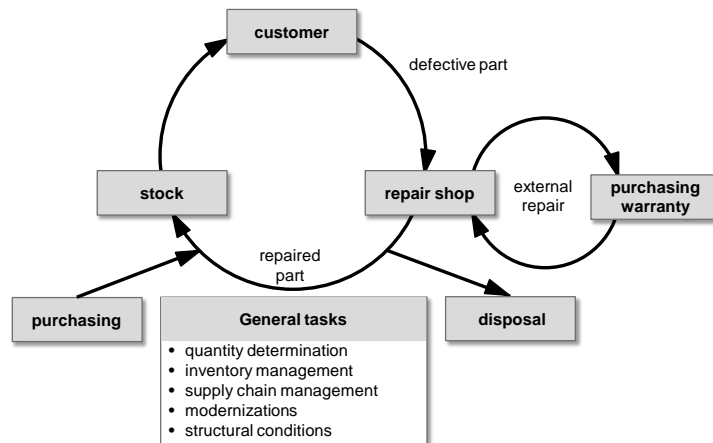 customer
defective part
stock
repair shop
external
repair
purchasing
warranty
repaired
part
purchasing
General tasks
disposal
• quantity determination
• inventory management
• supply chain management
• modernizations
• structural conditions